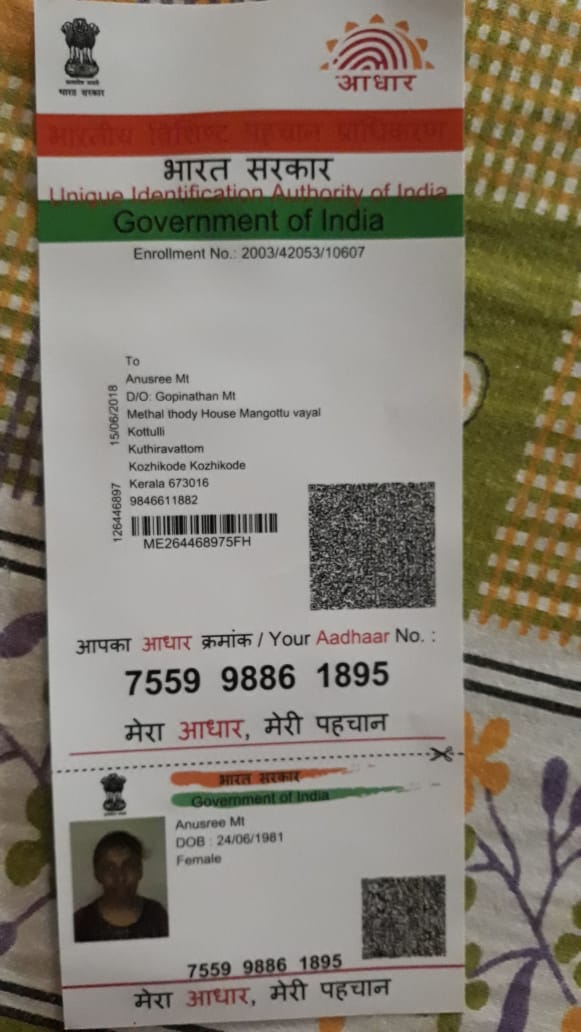 भारत सरकार
आधार
भारतीय विशिष्ट पहचान प्राधिकरण
भारत सरकार
Unique Identification Authority of India
Government of India
Enrollment No.: 2003/42053/10607
To
Anusree Mt
D/O: Gopinathan Mt
Methal thody House Mangottu vayal
Kottulli
Kuthiravattom
Kozhikode Kozhikode
Kerala 673016
9846611882
15/06/2018
126446897
ME264468975FH
आपका आधार क्रमांक / Your Aadhaar No. :
7559 9886 1895
मेरा आधार, मेरी पहचान
भारत सरकार
Government of India
Anusree Mt
DOB : 24/06/1981
Female
7559 9886 1895
मेरा आधार, मेरी पहचान